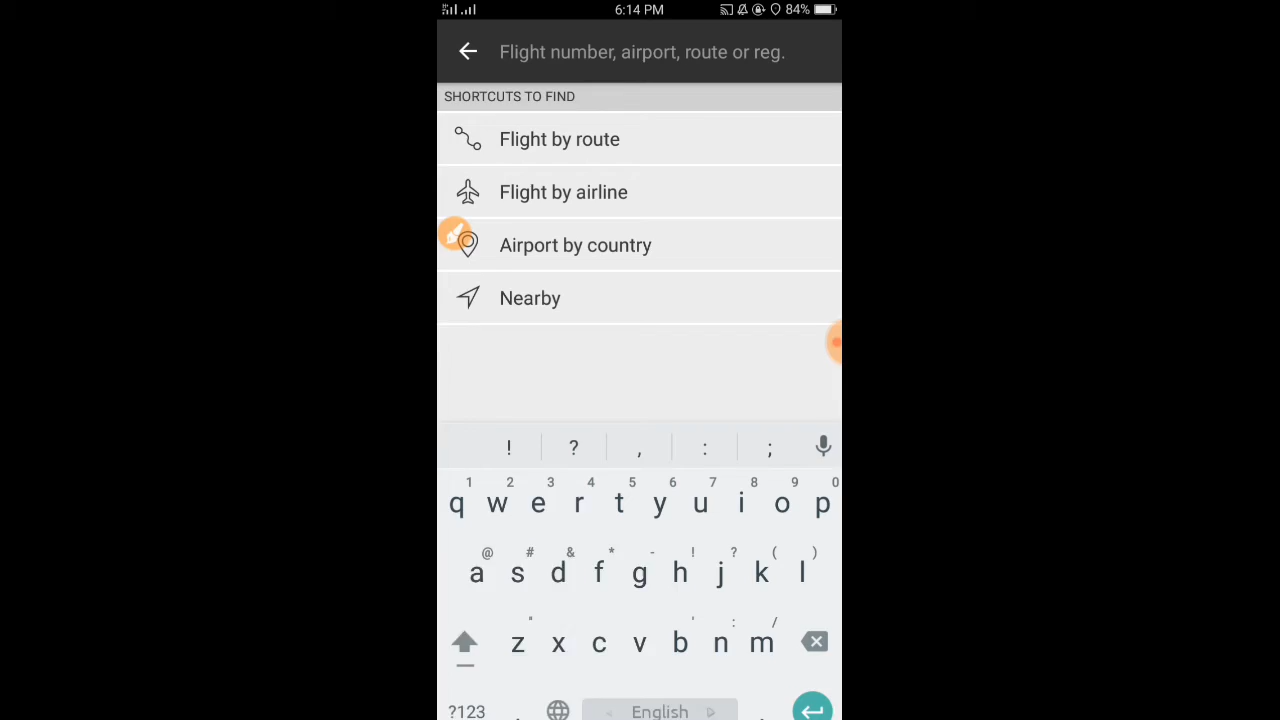 6:14 PM 84%
Flight number, airport, route or reg.
SHORTCUTS TO FIND
Flight by route
Flight by airline
Airport by country
Nearby
! ? , : ;
1 2 3 4 5 6 7 8 9 0
q w e r t y u i o p
@ # & * - ! ? ( )
a s d f g h j k l
" ' : /
z x c v b n m
?123 . English .